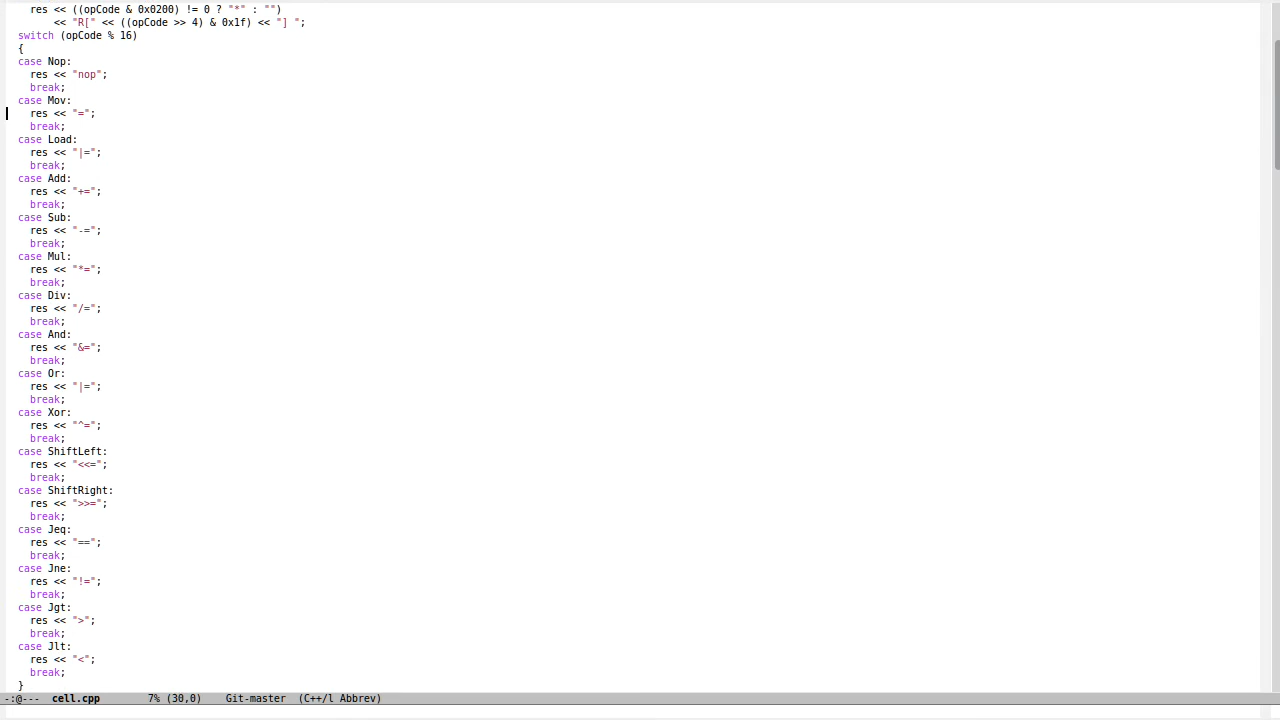 res << ((opCode & 0x0200) != 0 ? "*" : "")
<< "R[" << ((opCode >> 4) & 0x1f) << "] ";
switch (opCode % 16)
{
case Nop:
res << "nop";
break;
case Mov:
res << "=";
break;
case Load:
res << "|=";
break;
case Add:
res << "+=";
break;
case Sub:
res << "-=";
break;
case Mul:
res << "*=";
break;
case Div:
res << "/=";
break;
case And:
res << "&=";
break;
case Or:
res << "|=";
break;
case Xor:
res << "^=";
break;
case ShiftLeft:
res << "<<=";
break;
case ShiftRight:
res << ">>=";
break;
case Jeq:
res << "==";
break;
case Jne:
res << "!=";
break;
case Jgt:
res << ">";
break;
case Jlt:
res << "<";
break;
}
-:@--- cell.cpp 7% (30,0) Git-master (C++/l Abbrev)